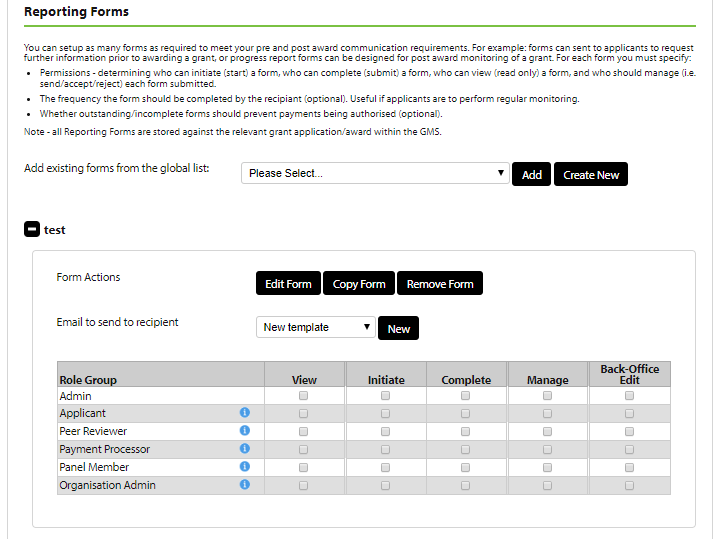 Reporting Forms
You can setup as many forms as required to meet your pre and post award communication requirements. For example: forms can sent to applicants to request
further information prior to awarding a grant, or progress report forms can be designed for post award monitoring of a grant. For each form you must specify:
• Permissions - determining who can initiate (start) a form, who can complete (submit) a form, who can view (read only) a form, and who should manage (i.e.
send/accept/reject) each form submitted.
• The frequency the form should be completed by the recipient (optional). Useful if applicants are to perform regular monitoring.
• Whether outstanding/incomplete forms should prevent payments being authorised (optional).
Note - all Reporting Forms are stored against the relevant grant application/award within the GMS.
Add existing forms from the global list: Please Select... Add Create New
test
Form Actions Edit Form Copy Form Remove Form
Email to send to recipient New template New
Role Group View Initiate Complete Manage Back-Office Edit
Admin
Applicant
Peer Reviewer
Payment Processor
Panel Member
Organisation Admin